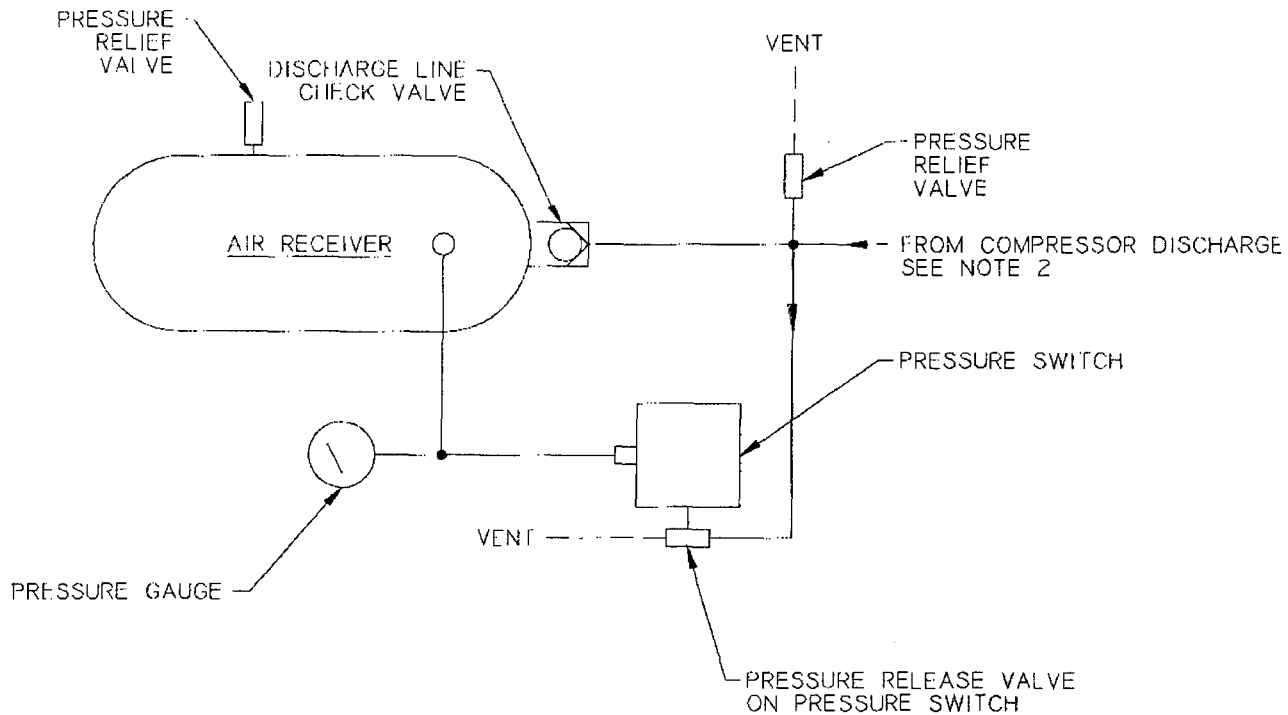 PRESSURE
RELIEF
VALVE
DISCHARGE LINE
CHECK VALVE
VENT
PRESSURE
RELIEF
VALVE
AIR RECEIVER
FROM COMPRESSOR DISCHARGE
SEE NOTE 2
PRESSURE SWITCH
VENT
PRESSURE GAUGE
PRESSURE RELEASE VALVE
ON PRESSURE SWITCH